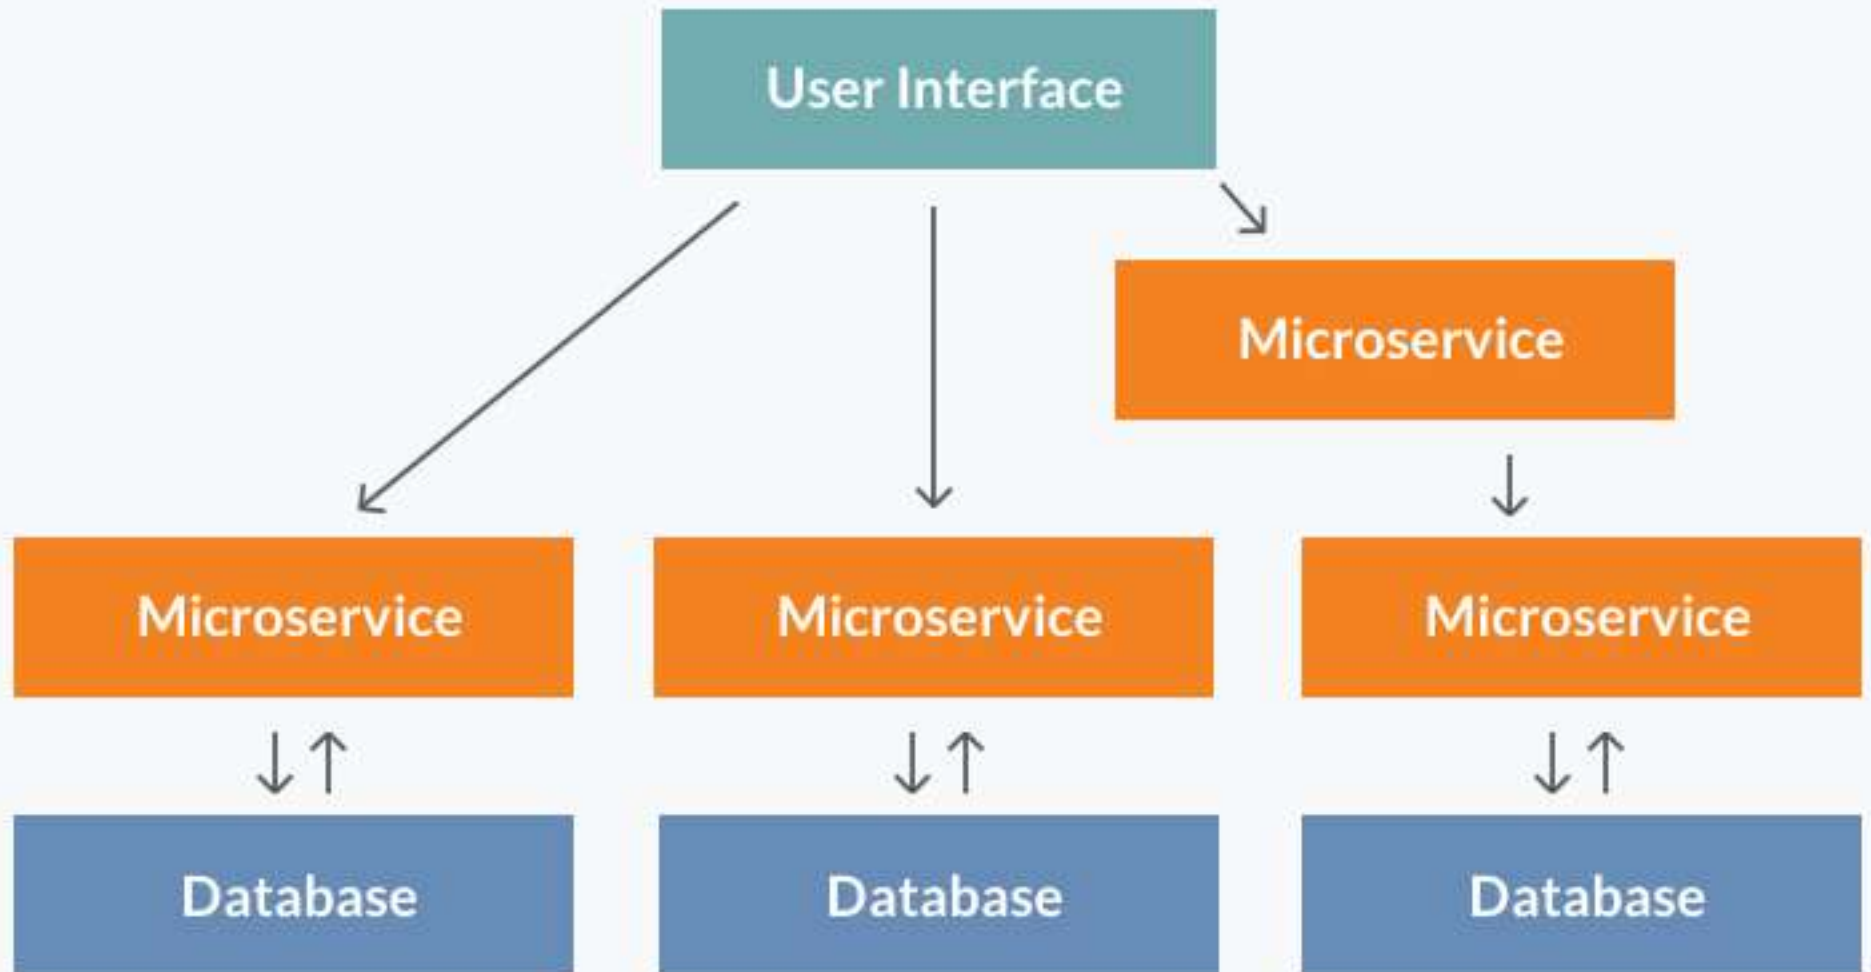 User Interface
Microservice
Microservice
Microservice
Microservice
Database
Database
Database